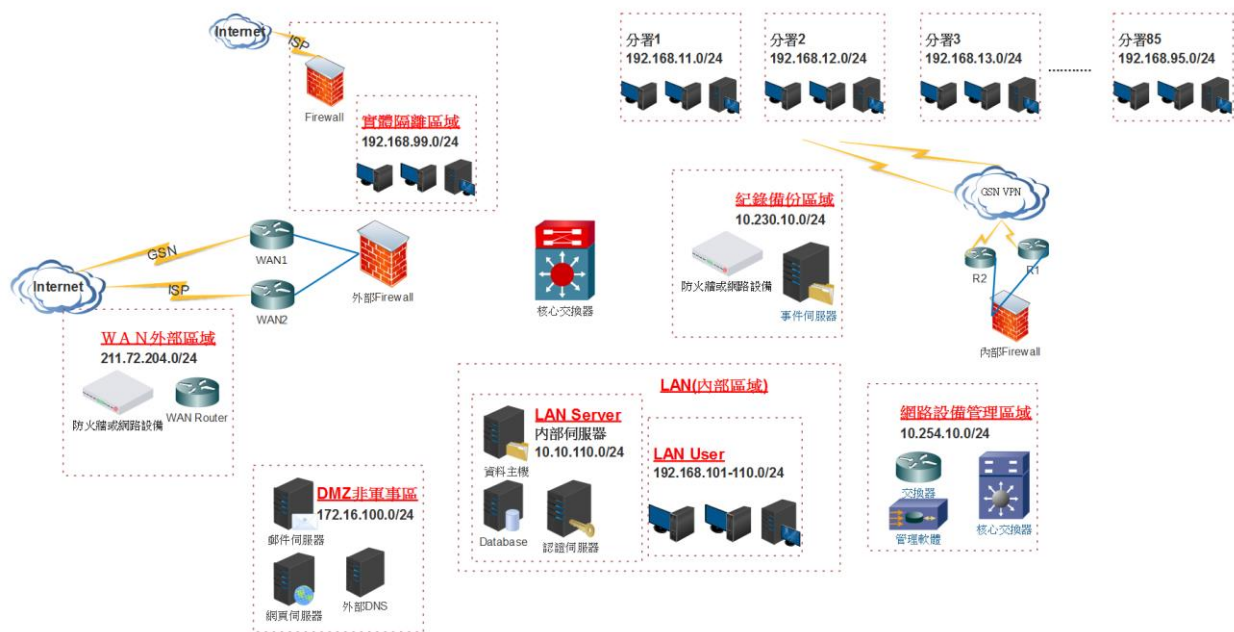 Internet
ISP
Firewall
實體隔離區域
192.168.99.0/24
分署1
192.168.11.0/24
分署2
192.168.12.0/24
分署3
192.168.13.0/24
..........
分署85
192.168.95.0/24
GSN VPN
R2
R1
內部Firewall
紀錄備份區域
10.230.10.0/24
防火牆或網路設備
事件伺服器
Internet
GSN
ISP
WAN1
WAN2
外部Firewall
核心交換器
ＷＡＮ外部區域
211.72.204.0/24
防火牆或網路設備
WAN Router
LAN(內部區域)
LAN Server
內部伺服器
10.10.110.0/24
資料主機
Database
認證伺服器
LAN User
192.168.101-110.0/24
網路設備管理區域
10.254.10.0/24
交換器
管理軟體
核心交換器
DMZ非軍事區
172.16.100.0/24
郵件伺服器
網頁伺服器
外部DNS